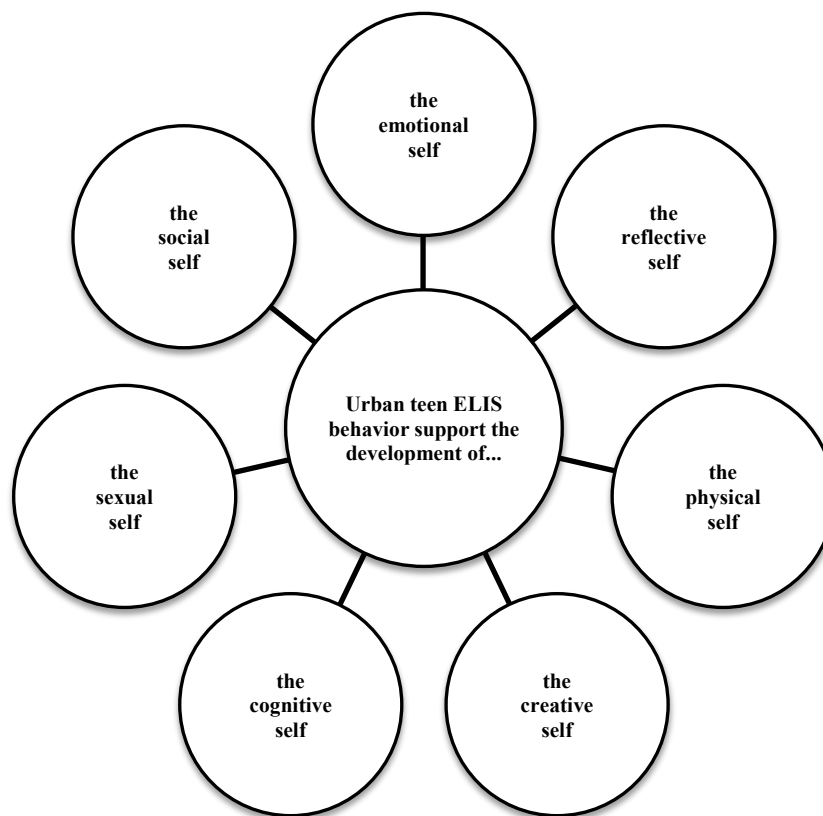 the
emotional
self
the
reflective
self
the
physical
self
the
creative
self
the
cognitive
self
the
sexual
self
the
social
self
Urban teen ELIS
behavior support the
development of...